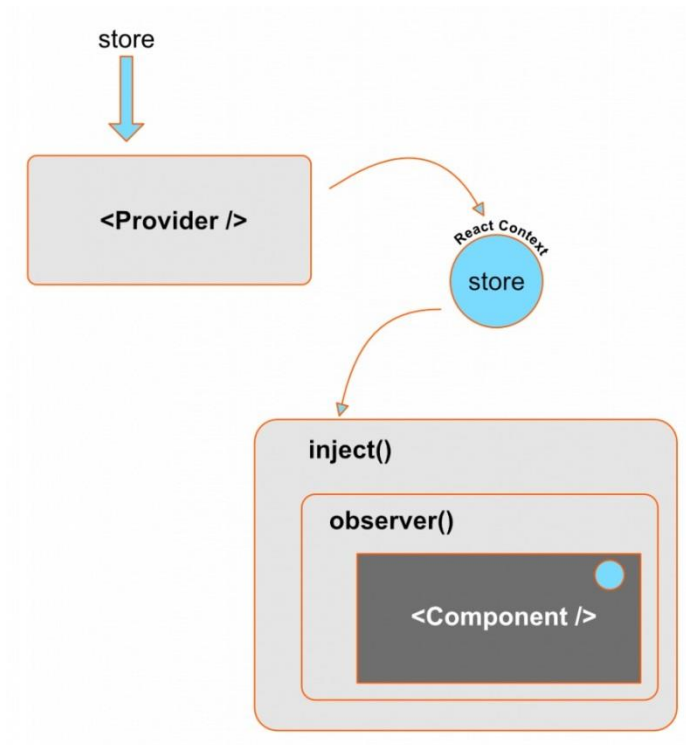 store
<Provider />
React Context
store
inject()
observer()
<Component />